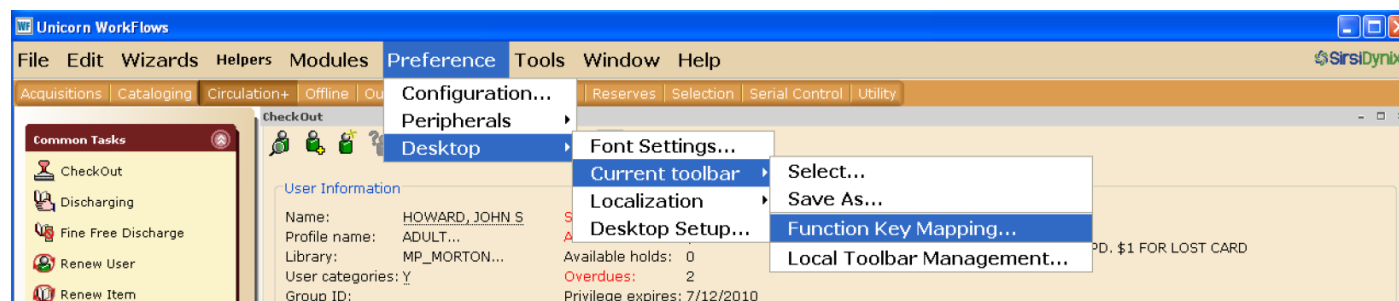 Unicorn WorkFlows
File Edit Wizards Helpers Modules Preference Tools Window Help
SirsiDynix
Acquisitions Cataloging Circulation+ Offline Reserves Selection Serial Control Utility
Configuration...
Peripherals
Desktop
Font Settings...
Current toolbar
Localization
Desktop Setup...
Select...
Save As...
Function Key Mapping...
Local Toolbar Management...
CheckOut
Common Tasks
CheckOut
Discharging
Fine Free Discharge
Renew User
Renew Item
User Information
Name: HOWARD, JOHN S
Profile name: ADULT...
Library: MP_MORTON... Available holds: 0
User categories: Y Overdues: 2
Group ID: Privilege expires: 7/12/2010
PD. $1 FOR LOST CARD